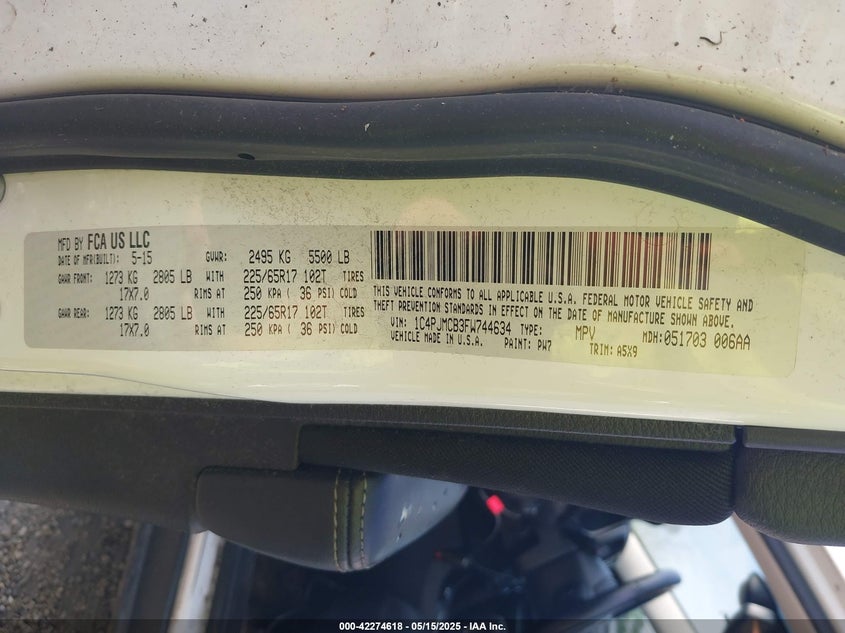 MFD BY FCA US LLC
DATE OF MFR(BUILT): 5-15 GVWR: 2495 KG 5500 LB
GAWR FRONT: 1273 KG 2805 LB WITH 225/65R17 102T TIRES
17X7.0 RIMS AT 250 KPA ( 36 PSI) COLD
GAWR REAR: 1273 KG 2805 LB WITH 225/65R17 102T TIRES
17X7.0 RIMS AT 250 KPA ( 36 PSI) COLD
THIS VEHICLE CONFORMS TO ALL APPLICABLE U.S.A. FEDERAL MOTOR VEHICLE SAFETY AND
THEFT PREVENTION STANDARDS IN EFFECT ON THE DATE OF MANUFACTURE SHOWN ABOVE.
VIN: 1C4PJMCB3FW744634 TYPE: MPV MDH:051703 006AA
VEHICLE MADE IN U.S.A. PAINT: PW7 TRIM: A5X9
000-42274618 - 05/15/2025 - IAA Inc.